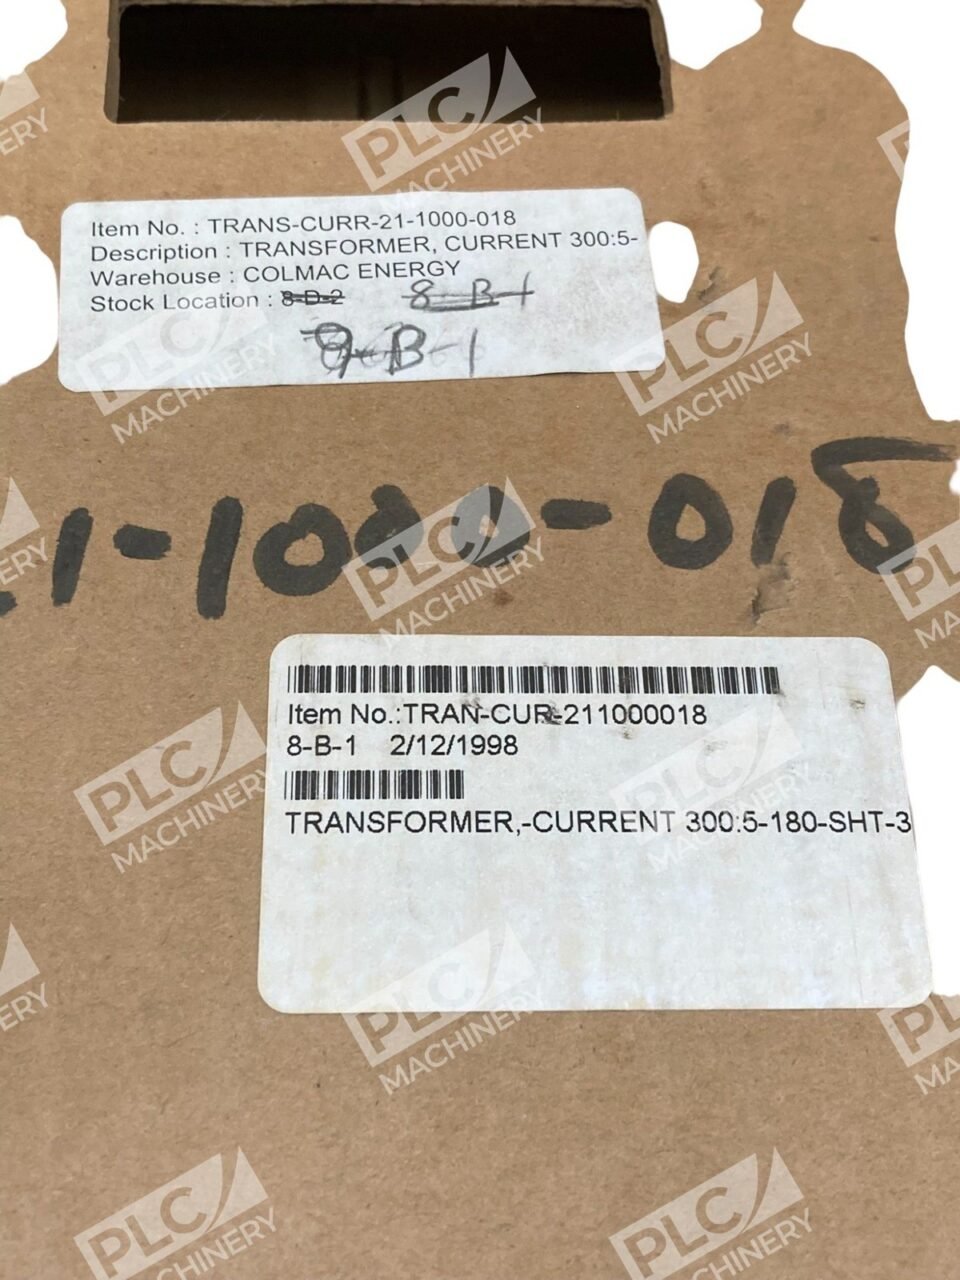 Item No. : TRANS-CURR-21-1000-018
Description : TRANSFORMER, CURRENT 300:5-
Warehouse : COLMAC ENERGY
Stock Location : 8-D-2 8-B-1
9-B-1
21-1000-018
Item No.:TRAN-CUR-211000018
8-B-1 2/12/1998
TRANSFORMER,-CURRENT 300:5-180-SHT-3
PLC MACHINERY